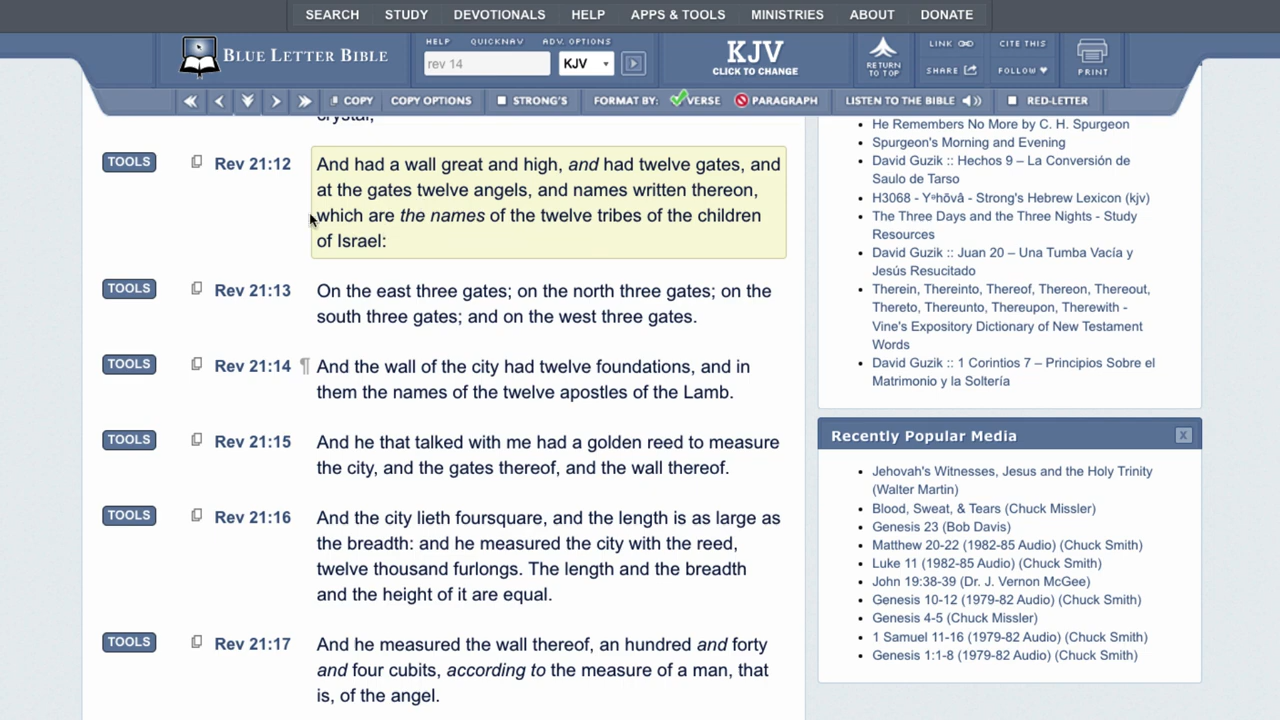 SEARCH STUDY DEVOTIONALS HELP APPS & TOOLS MINISTRIES ABOUT DONATE
BLUE LETTER BIBLE
HELP QUICKNAV ADV. OPTIONS
rev 14 KJV
KJV
CLICK TO CHANGE
RETURN
TO TOP
LINK
SHARE
CITE THIS
FOLLOW
PRINT
COPY COPY OPTIONS STRONG'S FORMAT BY: VERSE PARAGRAPH LISTEN TO THE BIBLE RED-LETTER
crystal;
TOOLS Rev 21:12 And had a wall great and high, and had twelve gates, and
at the gates twelve angels, and names written thereon,
which are the names of the twelve tribes of the children
of Israel:
TOOLS Rev 21:13 On the east three gates; on the north three gates; on the
south three gates; and on the west three gates.
TOOLS Rev 21:14 ¶ And the wall of the city had twelve foundations, and in
them the names of the twelve apostles of the Lamb.
TOOLS Rev 21:15 And he that talked with me had a golden reed to measure
the city, and the gates thereof, and the wall thereof.
TOOLS Rev 21:16 And the city lieth foursquare, and the length is as large as
the breadth: and he measured the city with the reed,
twelve thousand furlongs. The length and the breadth
and the height of it are equal.
TOOLS Rev 21:17 And he measured the wall thereof, an hundred and forty
and four cubits, according to the measure of a man, that
is, of the angel.
He Remembers No More by C. H. Spurgeon
Spurgeon's Morning and Evening
David Guzik :: Hechos 9 – La Conversión de
Saulo de Tarso
H3068 - Yᵊhōvâ - Strong's Hebrew Lexicon (kjv)
The Three Days and the Three Nights - Study
Resources
David Guzik :: Juan 20 – Una Tumba Vacía y
Jesús Resucitado
Therein, Thereinto, Thereof, Thereon, Thereout,
Thereto, Thereunto, Thereupon, Therewith -
Vine's Expository Dictionary of New Testament
Words
David Guzik :: 1 Corintios 7 – Principios Sobre el
Matrimonio y la Soltería
Recently Popular Media X
Jehovah's Witnesses, Jesus and the Holy Trinity
(Walter Martin)
Blood, Sweat, & Tears (Chuck Missler)
Genesis 23 (Bob Davis)
Matthew 20-22 (1982-85 Audio) (Chuck Smith)
Luke 11 (1982-85 Audio) (Chuck Smith)
John 19:38-39 (Dr. J. Vernon McGee)
Genesis 10-12 (1979-82 Audio) (Chuck Smith)
Genesis 4-5 (Chuck Missler)
1 Samuel 11-16 (1979-82 Audio) (Chuck Smith)
Genesis 1:1-8 (1979-82 Audio) (Chuck Smith)